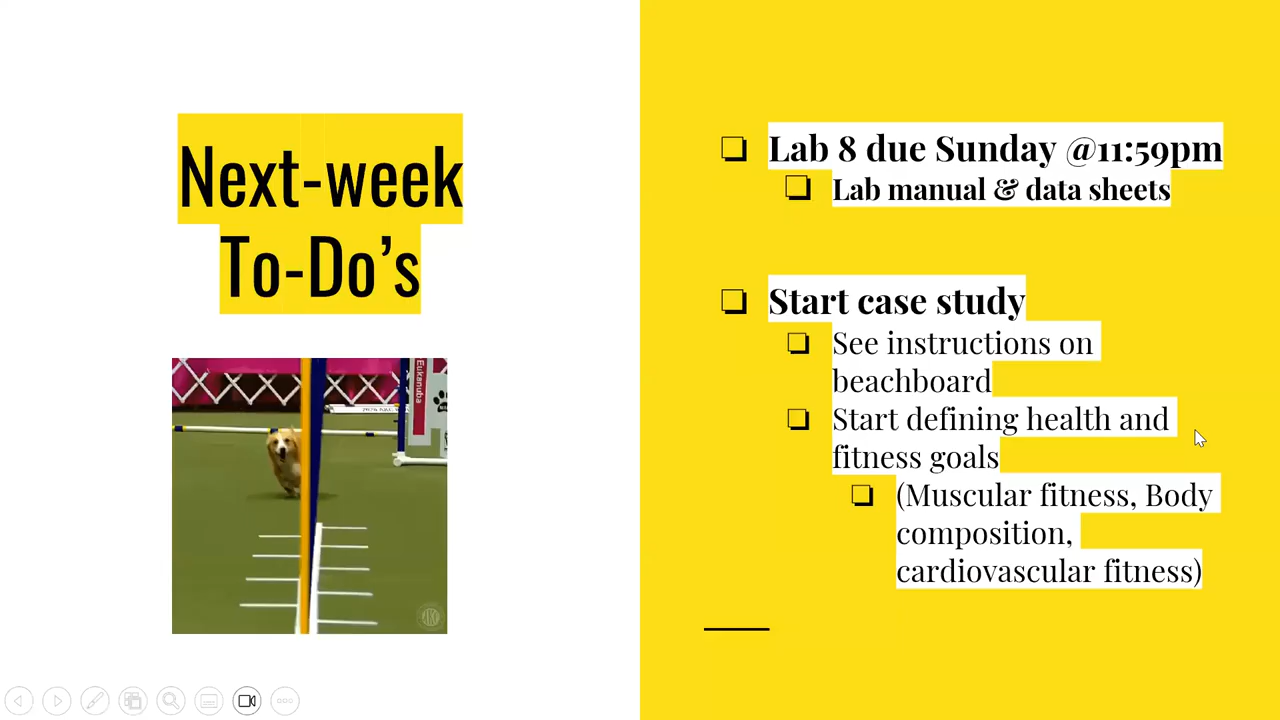 Next-week
To-Do's
Eukanuba
Lab 8 due Sunday @11:59pm
Lab manual & data sheets
Start case study
See instructions on
beachboard
Start defining health and
fitness goals
(Muscular fitness, Body
composition,
cardiovascular fitness)